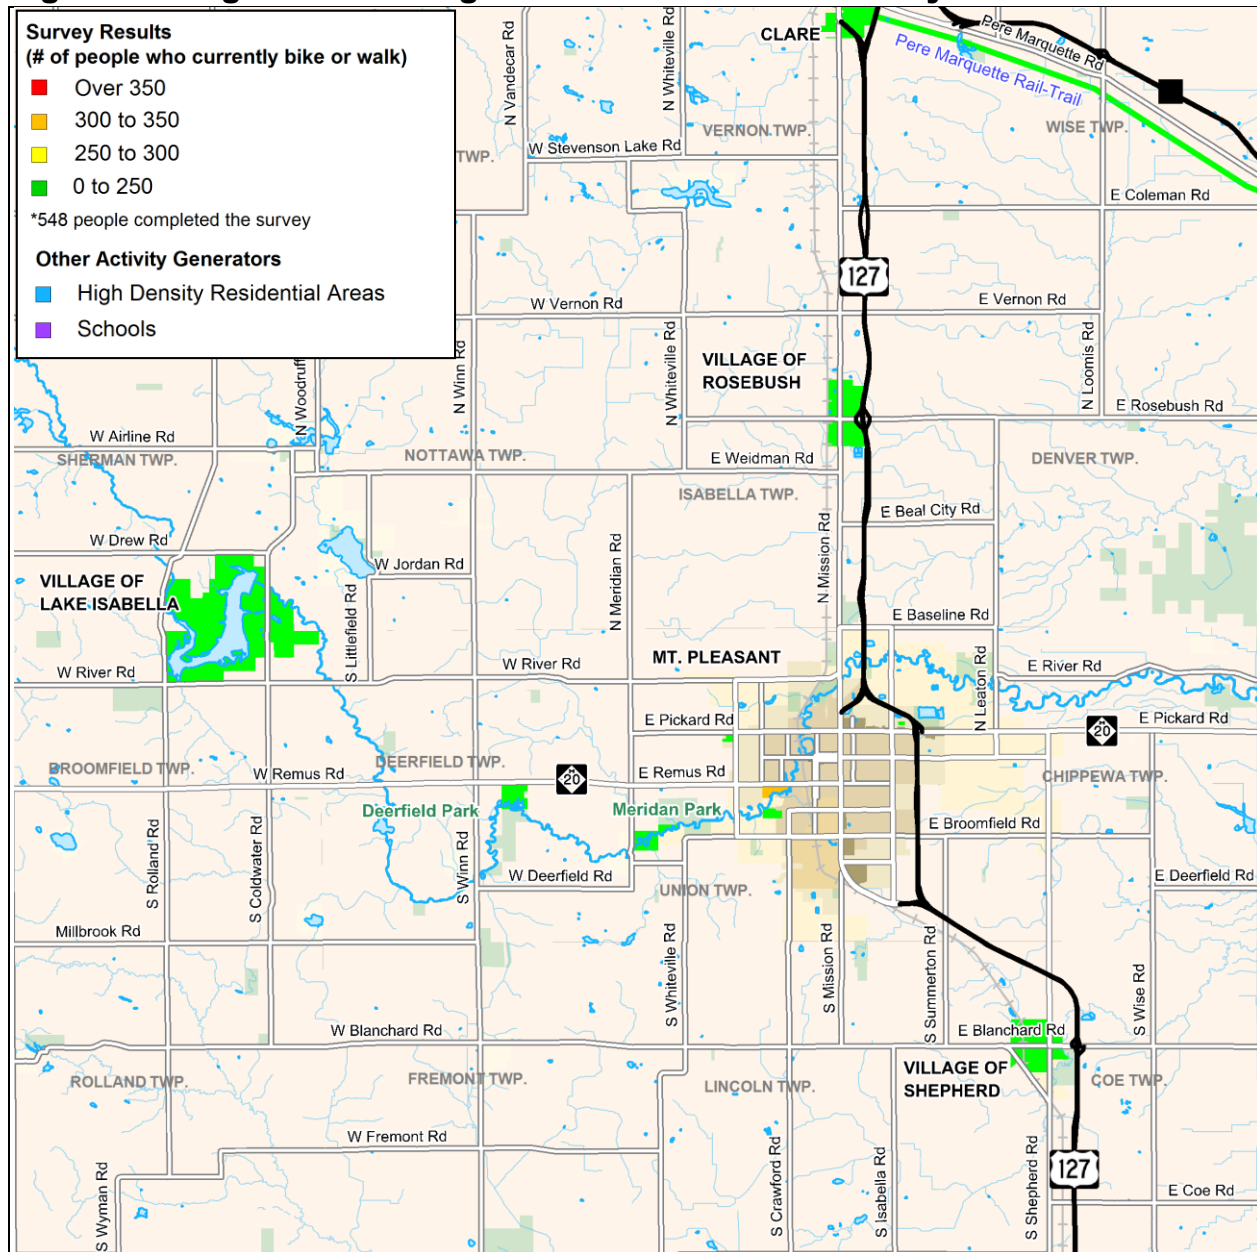 Survey Results
(# of people who currently bike or walk)
Over 350
300 to 350
250 to 300
0 to 250
*548 people completed the survey
Other Activity Generators
High Density Residential Areas
Schools
CLARE
N Vandecar Rd
N Whiteville Rd
Pere Marquette Rd
Pere Marquette Rail-Trail
VERNON TWP.
WISE TWP.
TWP.
W Stevenson Lake Rd
E Coleman Rd
127
W Vernon Rd
E Vernon Rd
N Woodruff
N Winn Rd
N Whiteville Rd
VILLAGE OF
ROSEBUSH
N Loomis Rd
E Rosebush Rd
W Airline Rd
SHERMAN TWP.
NOTTAWA TWP.
E Weidman Rd
DENVER TWP.
ISABELLA TWP.
E Beal City Rd
W Drew Rd
W Jordan Rd
N Meridian Rd
N Mission Rd
VILLAGE OF
LAKE ISABELLA
S Littlefield Rd
E Baseline Rd
W River Rd
W River Rd
MT. PLEASANT
N Leaton Rd
E River Rd
E Pickard Rd
E Pickard Rd
20
BROOMFIELD TWP.
W Remus Rd
DEERFIELD TWP.
20
E Remus Rd
CHIPPEWA TWP.
Deerfield Park
Meridan Park
E Broomfield Rd
S Rolland Rd
S Coldwater Rd
S Winn Rd
W Deerfield Rd
UNION TWP.
E Deerfield Rd
Millbrook Rd
S Whiteville Rd
S Mission Rd
S Summerton Rd
S Wise Rd
W Blanchard Rd
E Blanchard Rd
ROLLAND TWP.
FREMONT TWP.
LINCOLN TWP.
VILLAGE OF
SHEPHERD
COE TWP.
W Fremont Rd
S Wyman Rd
S Crawford Rd
S Isabella Rd
S Shepherd Rd
127
E Coe Rd